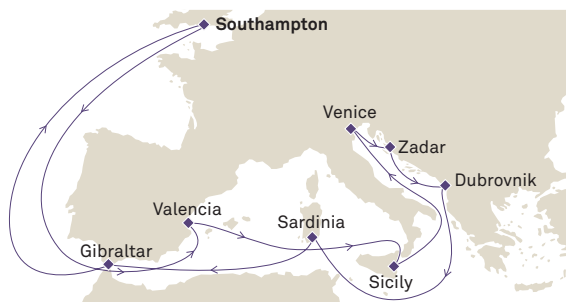 Southampton
Venice
Zadar
Dubrovnik
Valencia
Sardinia
Gibraltar
Sicily